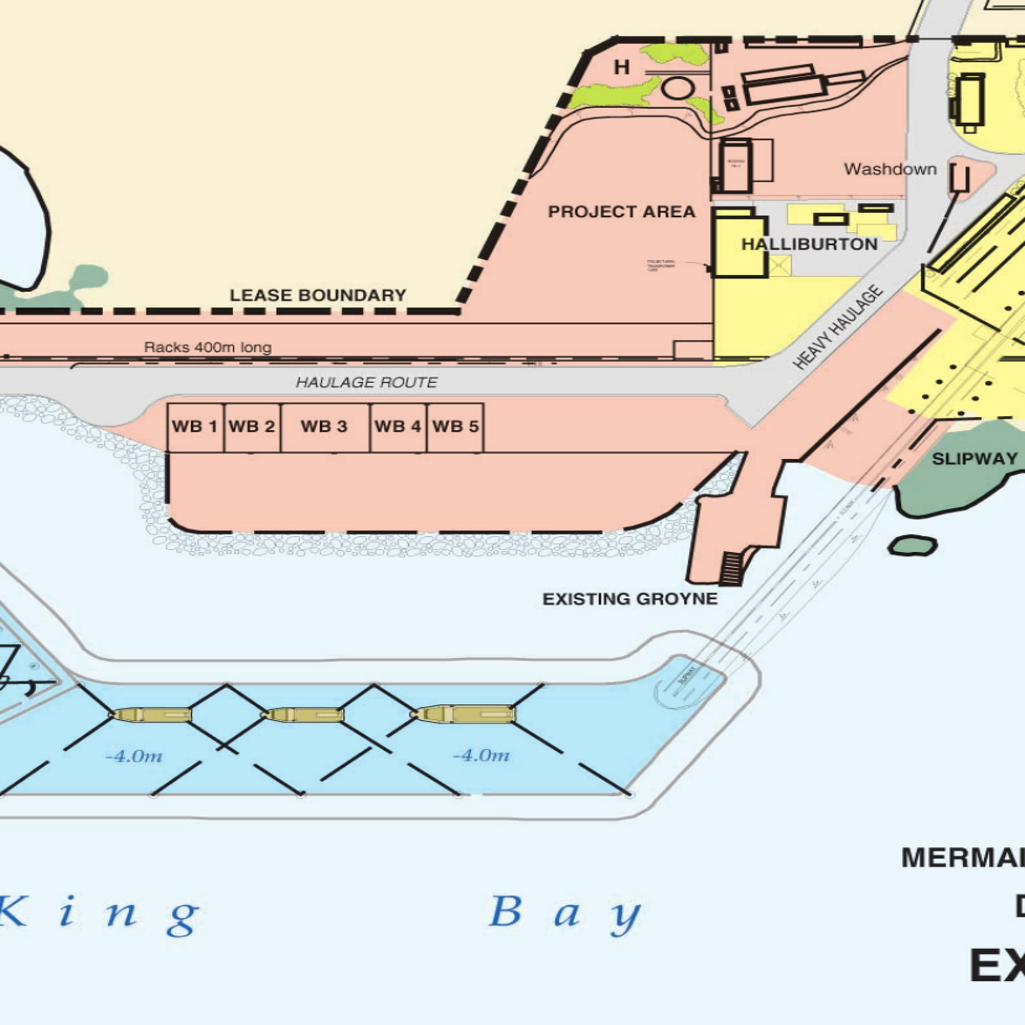 H
Washdown
PROJECT AREA
HALLIBURTON
LEASE BOUNDARY
HEAVY HAULAGE
Racks 400m long
HAULAGE ROUTE
WB 1 WB 2 WB 3 WB 4 WB 5
SLIPWAY
EXISTING GROYNE
SLIPWAY
-4.0m -4.0m
King Bay
MERMAI
D
EX